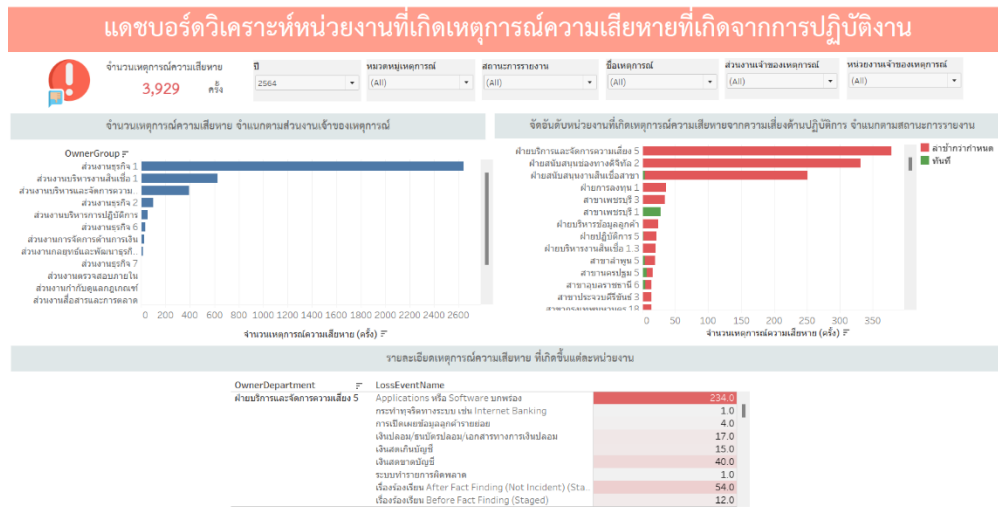 แดชบอร์ดวิเคราะห์หน่วยงานที่เกิดเหตุการณ์ความเสียหายที่เกิดจากการปฏิบัติงาน
จำนวนเหตุการณ์ความเสียหาย
3,929 ครั้ง
ปี
2564
หมวดหมู่เหตุการณ์
(All)
สถานะการรายงาน
(All)
ชื่อเหตุการณ์
(All)
ส่วนงานเจ้าของเหตุการณ์
(All)
หน่วยงานเจ้าของเหตุการณ์
(All)
จำนวนเหตุการณ์ความเสียหาย จำแนกตามส่วนงานเจ้าของเหตุการณ์
OwnerGroup
ส่วนงานธุรกิจ 1
ส่วนงานบริหารงานสินเชื่อ 1
ส่วนงานบริหารและจัดการความ..
ส่วนงานธุรกิจ 2
ส่วนงานบริหารการปฏิบัติการ
ส่วนงานธุรกิจ 6
ส่วนงานการจัดการด้านการเงิน
ส่วนงานกลยุทธ์และพัฒนาธุรกิ..
ส่วนงานธุรกิจ 7
ส่วนงานตรวจสอบภายใน
ส่วนงานกำกับดูแลกฎเกณฑ์
ส่วนงานสื่อสารและการตลาด
0 200 400 600 800 1000 1200 1400 1600 1800 2000 2200 2400 2600
จำนวนเหตุการณ์ความเสียหาย (ครั้ง)
จัดอันดับหน่วยงานที่เกิดเหตุการณ์ความเสียหายจากความเสี่ยงด้านปฏิบัติการ จำแนกตามสถานะการรายงาน
ฝ่ายบริการและจัดการความเสี่ยง 5
ฝ่ายสนับสนุนช่องทางดิจิทัล 2
ฝ่ายสนับสนุนงานสินเชื่อสาขา
ฝ่ายการลงทุน 1
สาขาเพชรบุรี 3
สาขาเพชรบุรี 1
ฝ่ายบริหารข้อมูลลูกค้า
ฝ่ายปฏิบัติการ 5
ฝ่ายบริหารงานสินเชื่อ 1.3
สาขาลำพูน 5
สาขานครปฐม 5
สาขาอุบลราชธานี 6
สาขาประจวบคีรีขันธ์ 3
สาขากรุงเทพมหานคร 18
0 50 100 150 200 250 300 350
จำนวนเหตุการณ์ความเสียหาย (ครั้ง)
ล่าช้ากว่ากำหนด
ทันที
รายละเอียดเหตุการณ์ความเสียหาย ที่เกิดขึ้นแต่ละหน่วยงาน
OwnerDepartment LossEventName
ฝ่ายบริการและจัดการความเสี่ยง 5 Applications หรือ Software บกพร่อง 234.0
กระทำทุจริตทางระบบ เช่น Internet Banking 1.0
การเปิดเผยข้อมูลลูกค้ารายย่อย 4.0
เงินปลอม/ธนบัตรปลอม/เอกสารทางการเงินปลอม 17.0
เงินสดเกินบัญชี 15.0
เงินสดขาดบัญชี 40.0
ระบบทำรายการผิดพลาด 1.0
เรื่องร้องเรียน After Fact Finding (Not Incident) (Sta.. 54.0
เรื่องร้องเรียน Before Fact Finding (Staged) 12.0